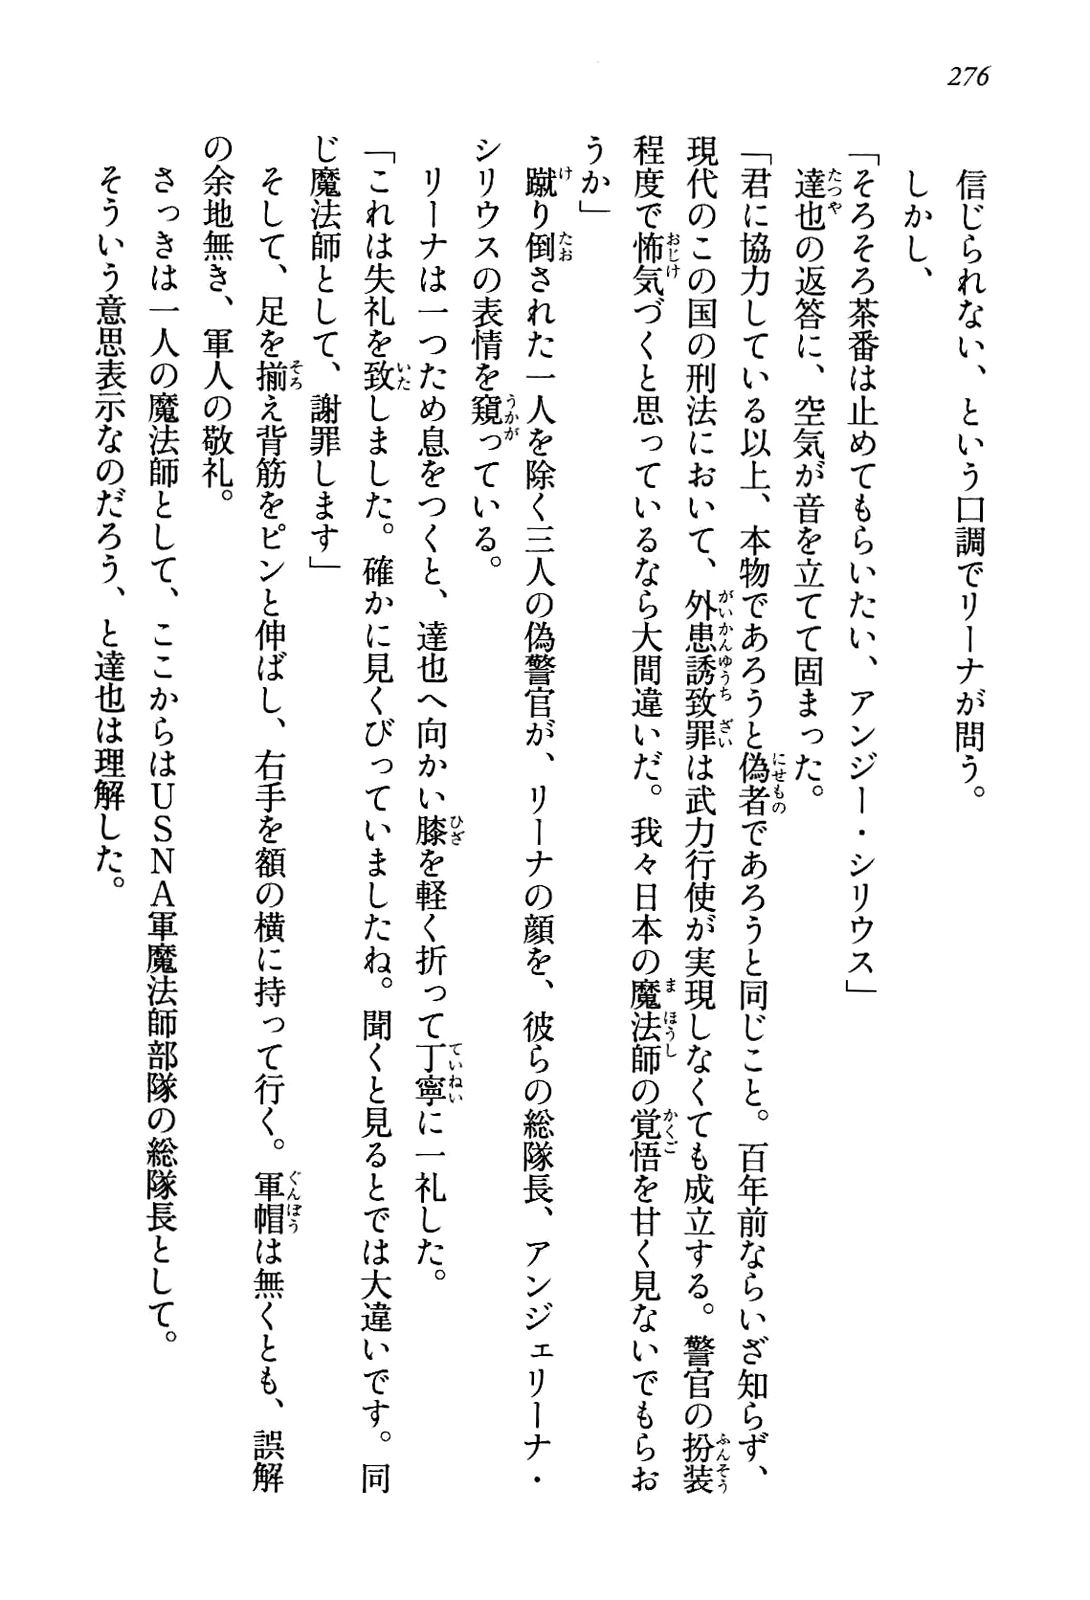 276
信じられない、という口調でリーナが問う。
しかし、
「そろそろ茶番は止めてもらいたい、アンジー・シリウス」
達也の返答に、空気が音を立てて固まった。
「君に協力している以上、本物であろうと偽者であろうと同じこと。百年前ならいざ知らず、
現代のこの国の刑法において、外患誘致罪は武力行使が実現しなくても成立する。警官の扮装
程度で怖気づくと思っているなら大間違いだ。我々日本の魔法師の覚悟を甘く見ないでもらお
うか」
蹴り倒された一人を除く三人の偽警官が、リーナの顔を、彼らの総隊長、アンジェリーナ・
シリウスの表情を窺っている。
リーナは一つため息をつくと、達也へ向かい膝を軽く折って丁寧に一礼した。
「これは失礼を致しました。確かに見くびっていましたね。聞くと見るとでは大違いです。同
じ魔法師として、謝罪します」
そして、足を揃え背筋をピンと伸ばし、右手を額の横に持って行く。軍帽は無くとも、誤解
の余地無き、軍人の敬礼。
さっきは一人の魔法師として、ここからはＵＳＮＡ軍魔法師部隊の総隊長として。
そういう意思表示なのだろう、と達也は理解した。